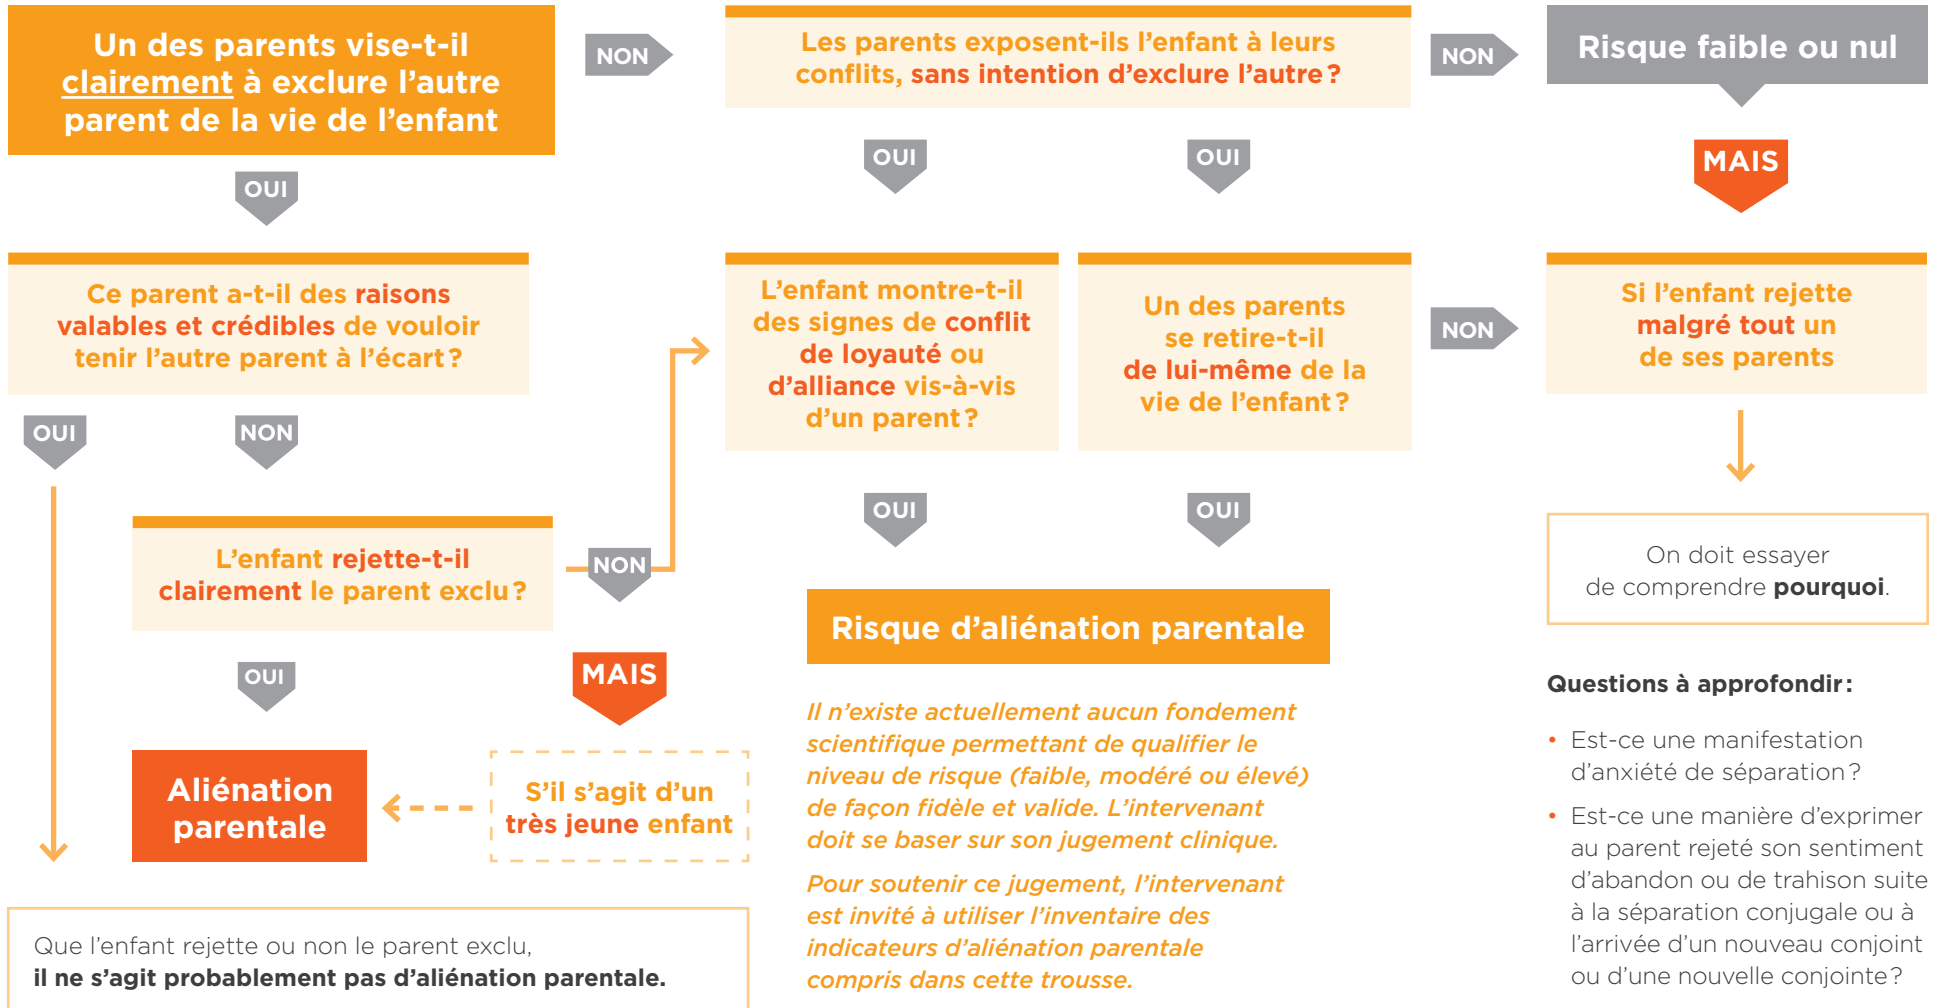 Un des parents vise-t-il
clairement à exclure l’autre
parent de la vie de l’enfant
NON
Les parents exposent-ils l’enfant à leurs
conflits, sans intention d’exclure l’autre ?
NON
Risque faible ou nul
OUI
OUI
OUI
MAIS
Ce parent a-t-il des raisons
valables et crédibles de vouloir
tenir l’autre parent à l’écart ?
L’enfant montre-t-il
des signes de conflit
de loyauté ou
d’alliance vis-à-vis
d’un parent ?
Un des parents
se retire-t-il
de lui-même de la
vie de l’enfant ?
NON
Si l’enfant rejette
malgré tout un
de ses parents
OUI
NON
L’enfant rejette-t-il
clairement le parent exclu ?
NON
OUI
OUI
On doit essayer
de comprendre pourquoi.
OUI
MAIS
Risque d’aliénation parentale
Aliénation
parentale
S’il s’agit d’un
très jeune enfant
Il n’existe actuellement aucun fondement
scientifique permettant de qualifier le
niveau de risque (faible, modéré ou élevé)
de façon fidèle et valide. L’intervenant
doit se baser sur son jugement clinique.
Pour soutenir ce jugement, l’intervenant
est invité à utiliser l’inventaire des
indicateurs d’aliénation parentale
compris dans cette trousse.
Questions à approfondir :
• Est-ce une manifestation
d’anxiété de séparation ?
• Est-ce une manière d’exprimer
au parent rejeté son sentiment
d’abandon ou de trahison suite
à la séparation conjugale ou à
l’arrivée d’un nouveau conjoint
ou d’une nouvelle conjointe ?
Que l’enfant rejette ou non le parent exclu,
il ne s’agit probablement pas d’aliénation parentale.